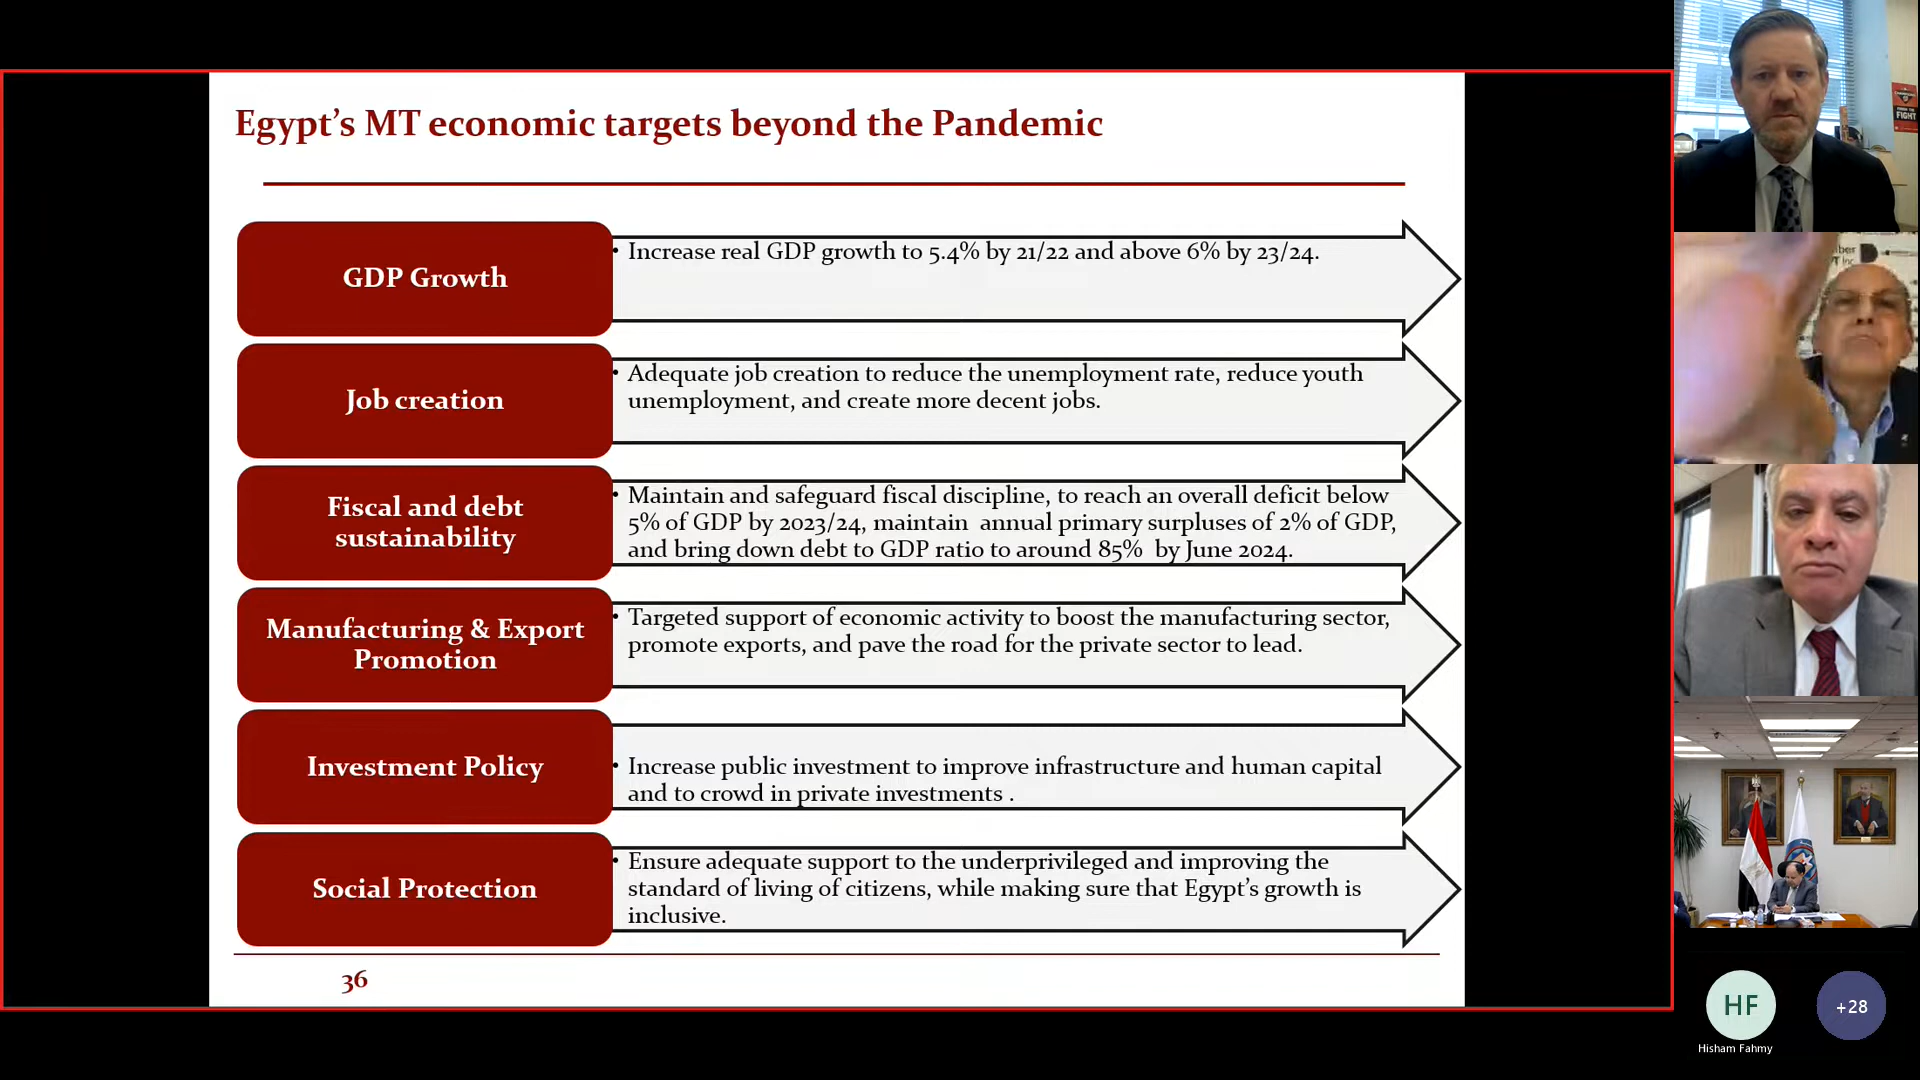 Egypt’s MT economic targets beyond the Pandemic
GDP Growth
• Increase real GDP growth to 5.4% by 21/22 and above 6% by 23/24.
Job creation
• Adequate job creation to reduce the unemployment rate, reduce youth
unemployment, and create more decent jobs.
Fiscal and debt
sustainability
• Maintain and safeguard fiscal discipline, to reach an overall deficit below
5% of GDP by 2023/24, maintain annual primary surpluses of 2% of GDP,
and bring down debt to GDP ratio to around 85% by June 2024.
Manufacturing & Export
Promotion
• Targeted support of economic activity to boost the manufacturing sector,
promote exports, and pave the road for the private sector to lead.
Investment Policy
• Increase public investment to improve infrastructure and human capital
and to crowd in private investments .
Social Protection
• Ensure adequate support to the underprivileged and improving the
standard of living of citizens, while making sure that Egypt’s growth is
inclusive.
36
FIGHT
HF
+28
Hisham Fahmy